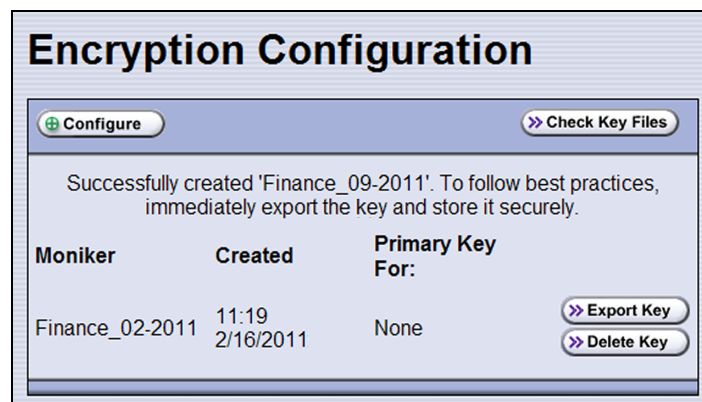 Encryption Configuration
Configure
Check Key Files
Successfully created 'Finance_09-2011'. To follow best practices,
immediately export the key and store it securely.
Moniker Created Primary Key
For:
Finance_02-2011 11:19
2/16/2011 None
Export Key
Delete Key